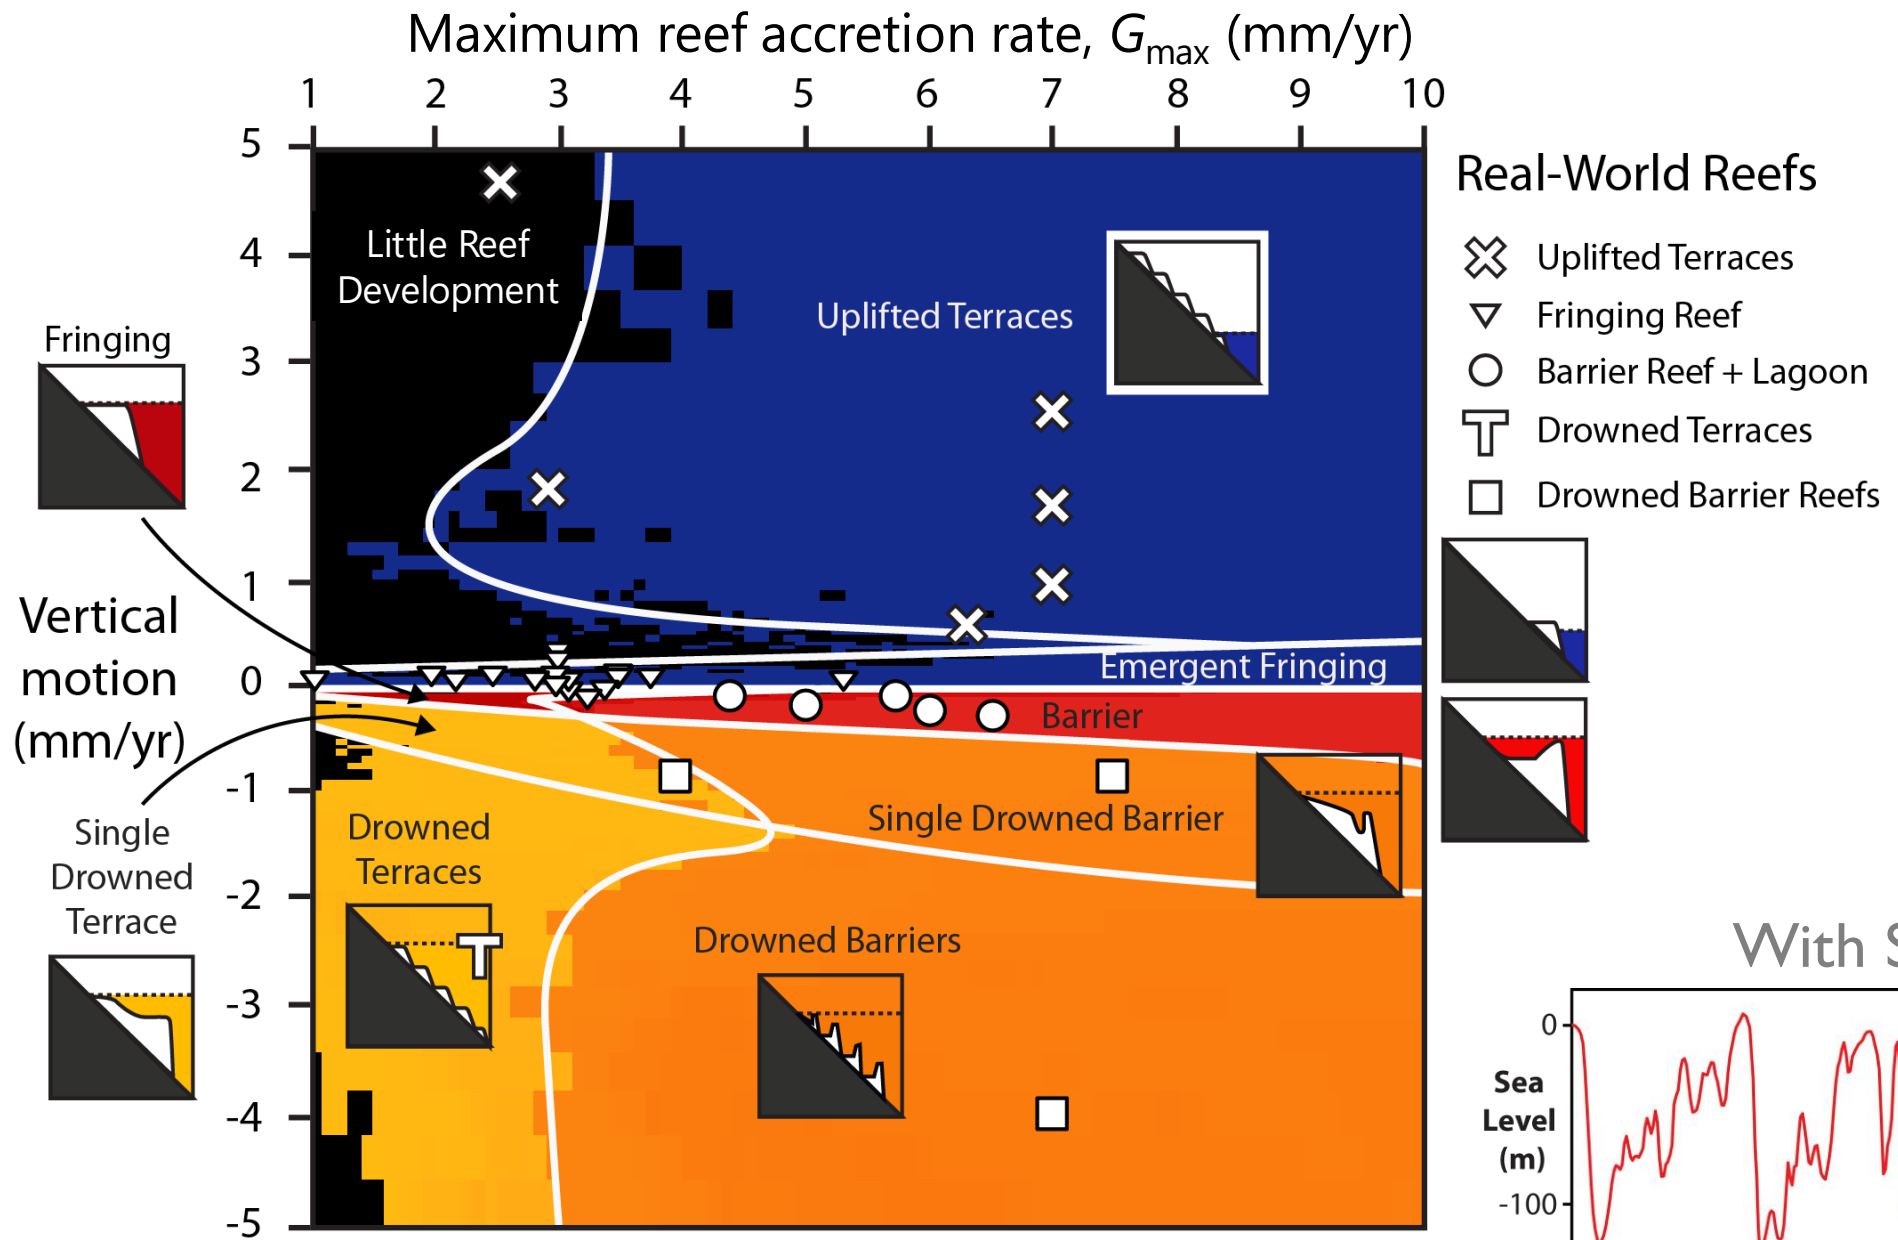 Maximum reef accretion rate, Gmax (mm/yr)
1 2 3 4 5 6 7 8 9 10
5
4
3
2
1
0
-1
-2
-3
-4
-5
Vertical
motion
(mm/yr)
Fringing
Single
Drowned
Terrace
Little Reef
Development
Uplifted Terraces
Emergent Fringing
Barrier
Single Drowned Barrier
Drowned
Terraces
Drowned Barriers
Real-World Reefs
Uplifted Terraces
Fringing Reef
Barrier Reef + Lagoon
Drowned Terraces
Drowned Barrier Reefs
With S
0
Sea
Level
(m)
-100